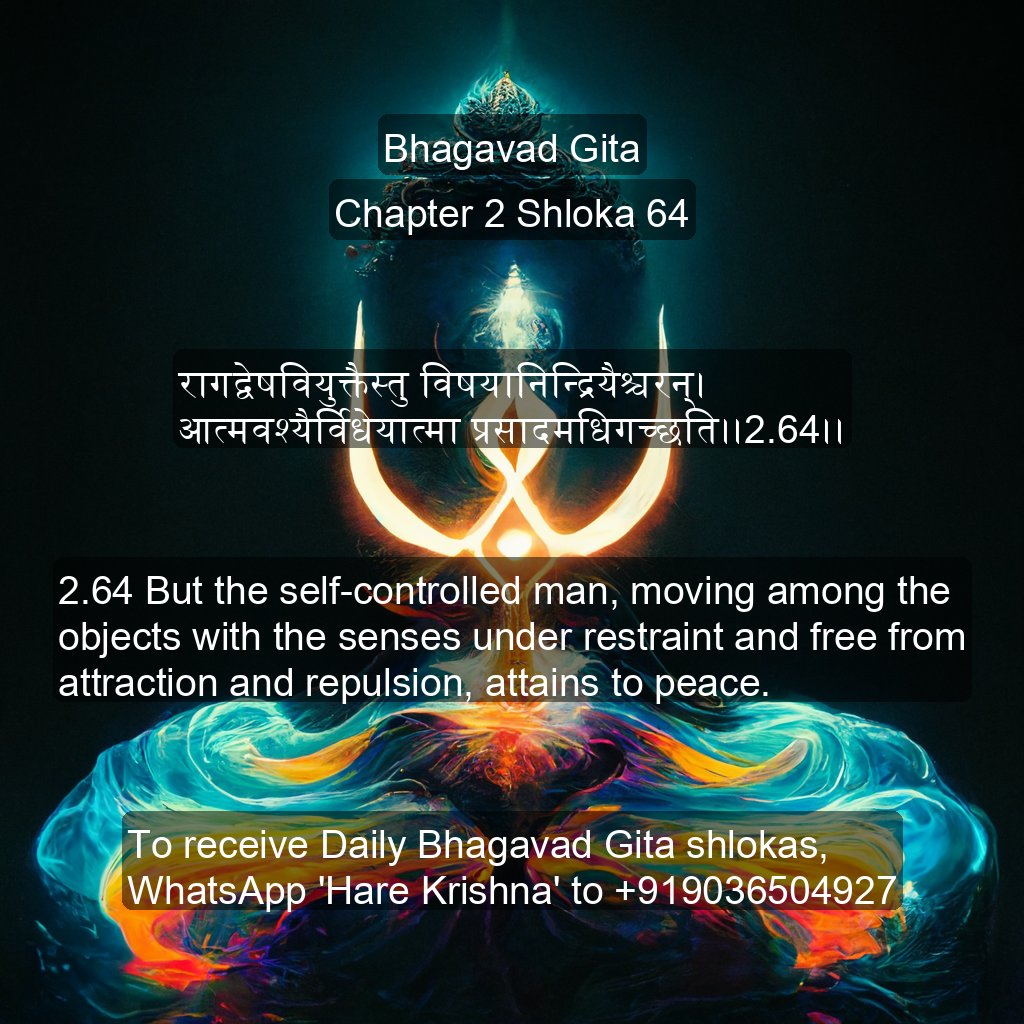 Bhagavad Gita
Chapter 2 Shloka 64
रागद्वेषवियुक्तैस्तु विषयानिन्द्रियैश्चरन्।
आत्मवश्यैर्विधेयात्मा प्रसादमधिगच्छति।।2.64।।
2.64 But the self-controlled man, moving among the
objects with the senses under restraint and free from
attraction and repulsion, attains to peace.
To receive Daily Bhagavad Gita shlokas,
WhatsApp 'Hare Krishna' to +919036504927